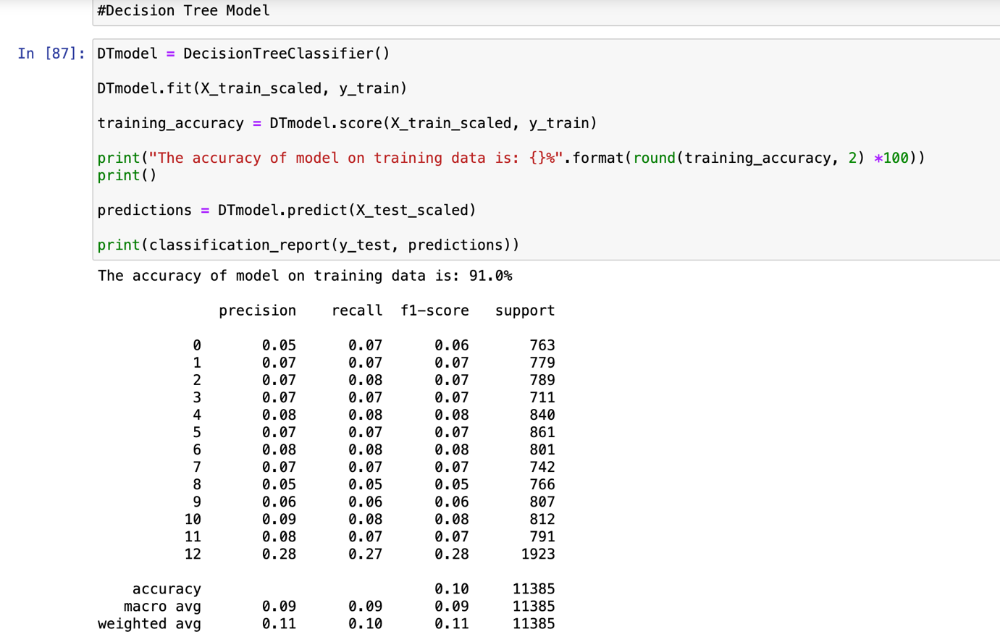 #Decision Tree Model
In [87]: DTmodel = DecisionTreeClassifier()
DTmodel.fit(X_train_scaled, y_train)
training_accuracy = DTmodel.score(X_train_scaled, y_train)
print("The accuracy of model on training data is: {}%".format(round(training_accuracy, 2) *100))
print()
predictions = DTmodel.predict(X_test_scaled)
print(classification_report(y_test, predictions))
The accuracy of model on training data is: 91.0%
precision recall f1-score support
0 0.05 0.07 0.06 763
1 0.07 0.07 0.07 779
2 0.07 0.08 0.07 789
3 0.07 0.07 0.07 711
4 0.08 0.08 0.08 840
5 0.07 0.07 0.07 861
6 0.08 0.08 0.08 801
7 0.07 0.07 0.07 742
8 0.05 0.05 0.05 766
9 0.06 0.06 0.06 807
10 0.09 0.08 0.08 812
11 0.08 0.07 0.07 791
12 0.28 0.27 0.28 1923
accuracy 0.10 11385
macro avg 0.09 0.09 0.09 11385
weighted avg 0.11 0.10 0.11 11385